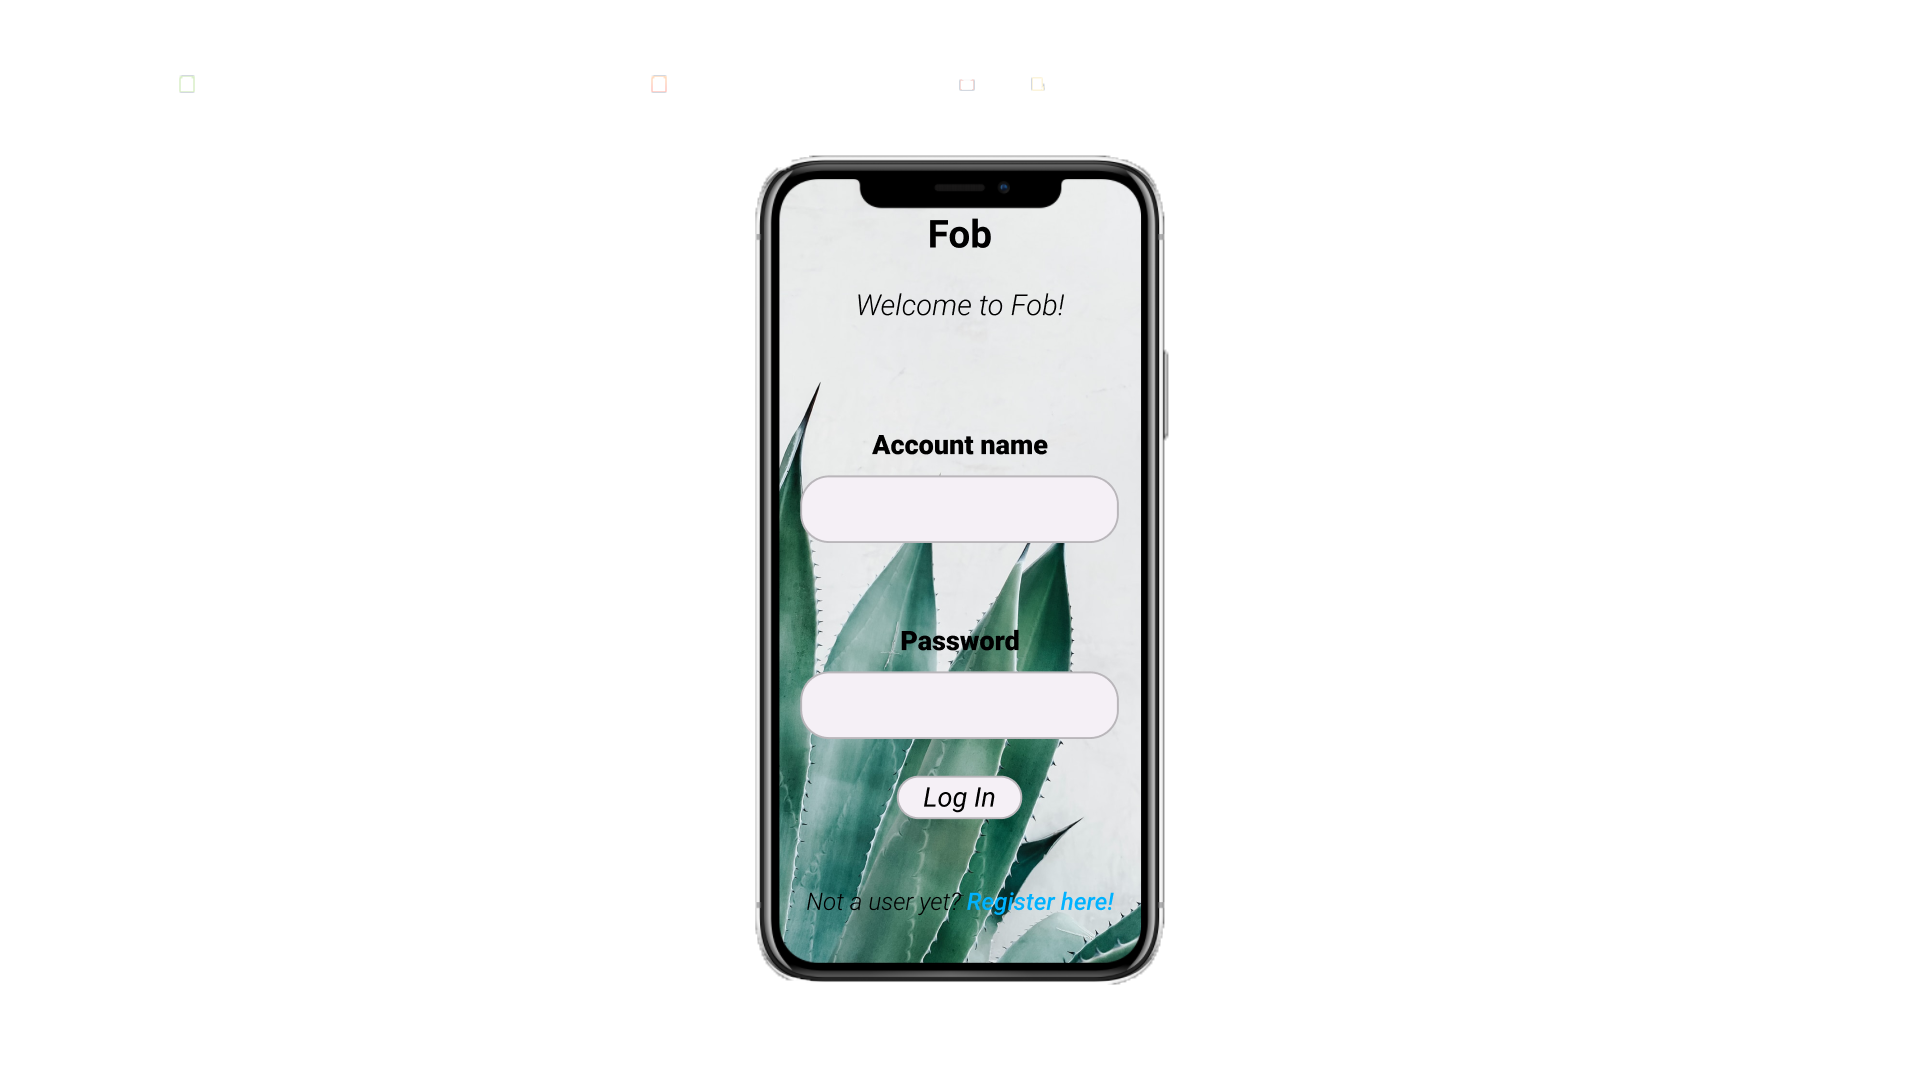 Fob
Welcome to Fob!
Account name
Password
Log In
Not a user yet? Register here!